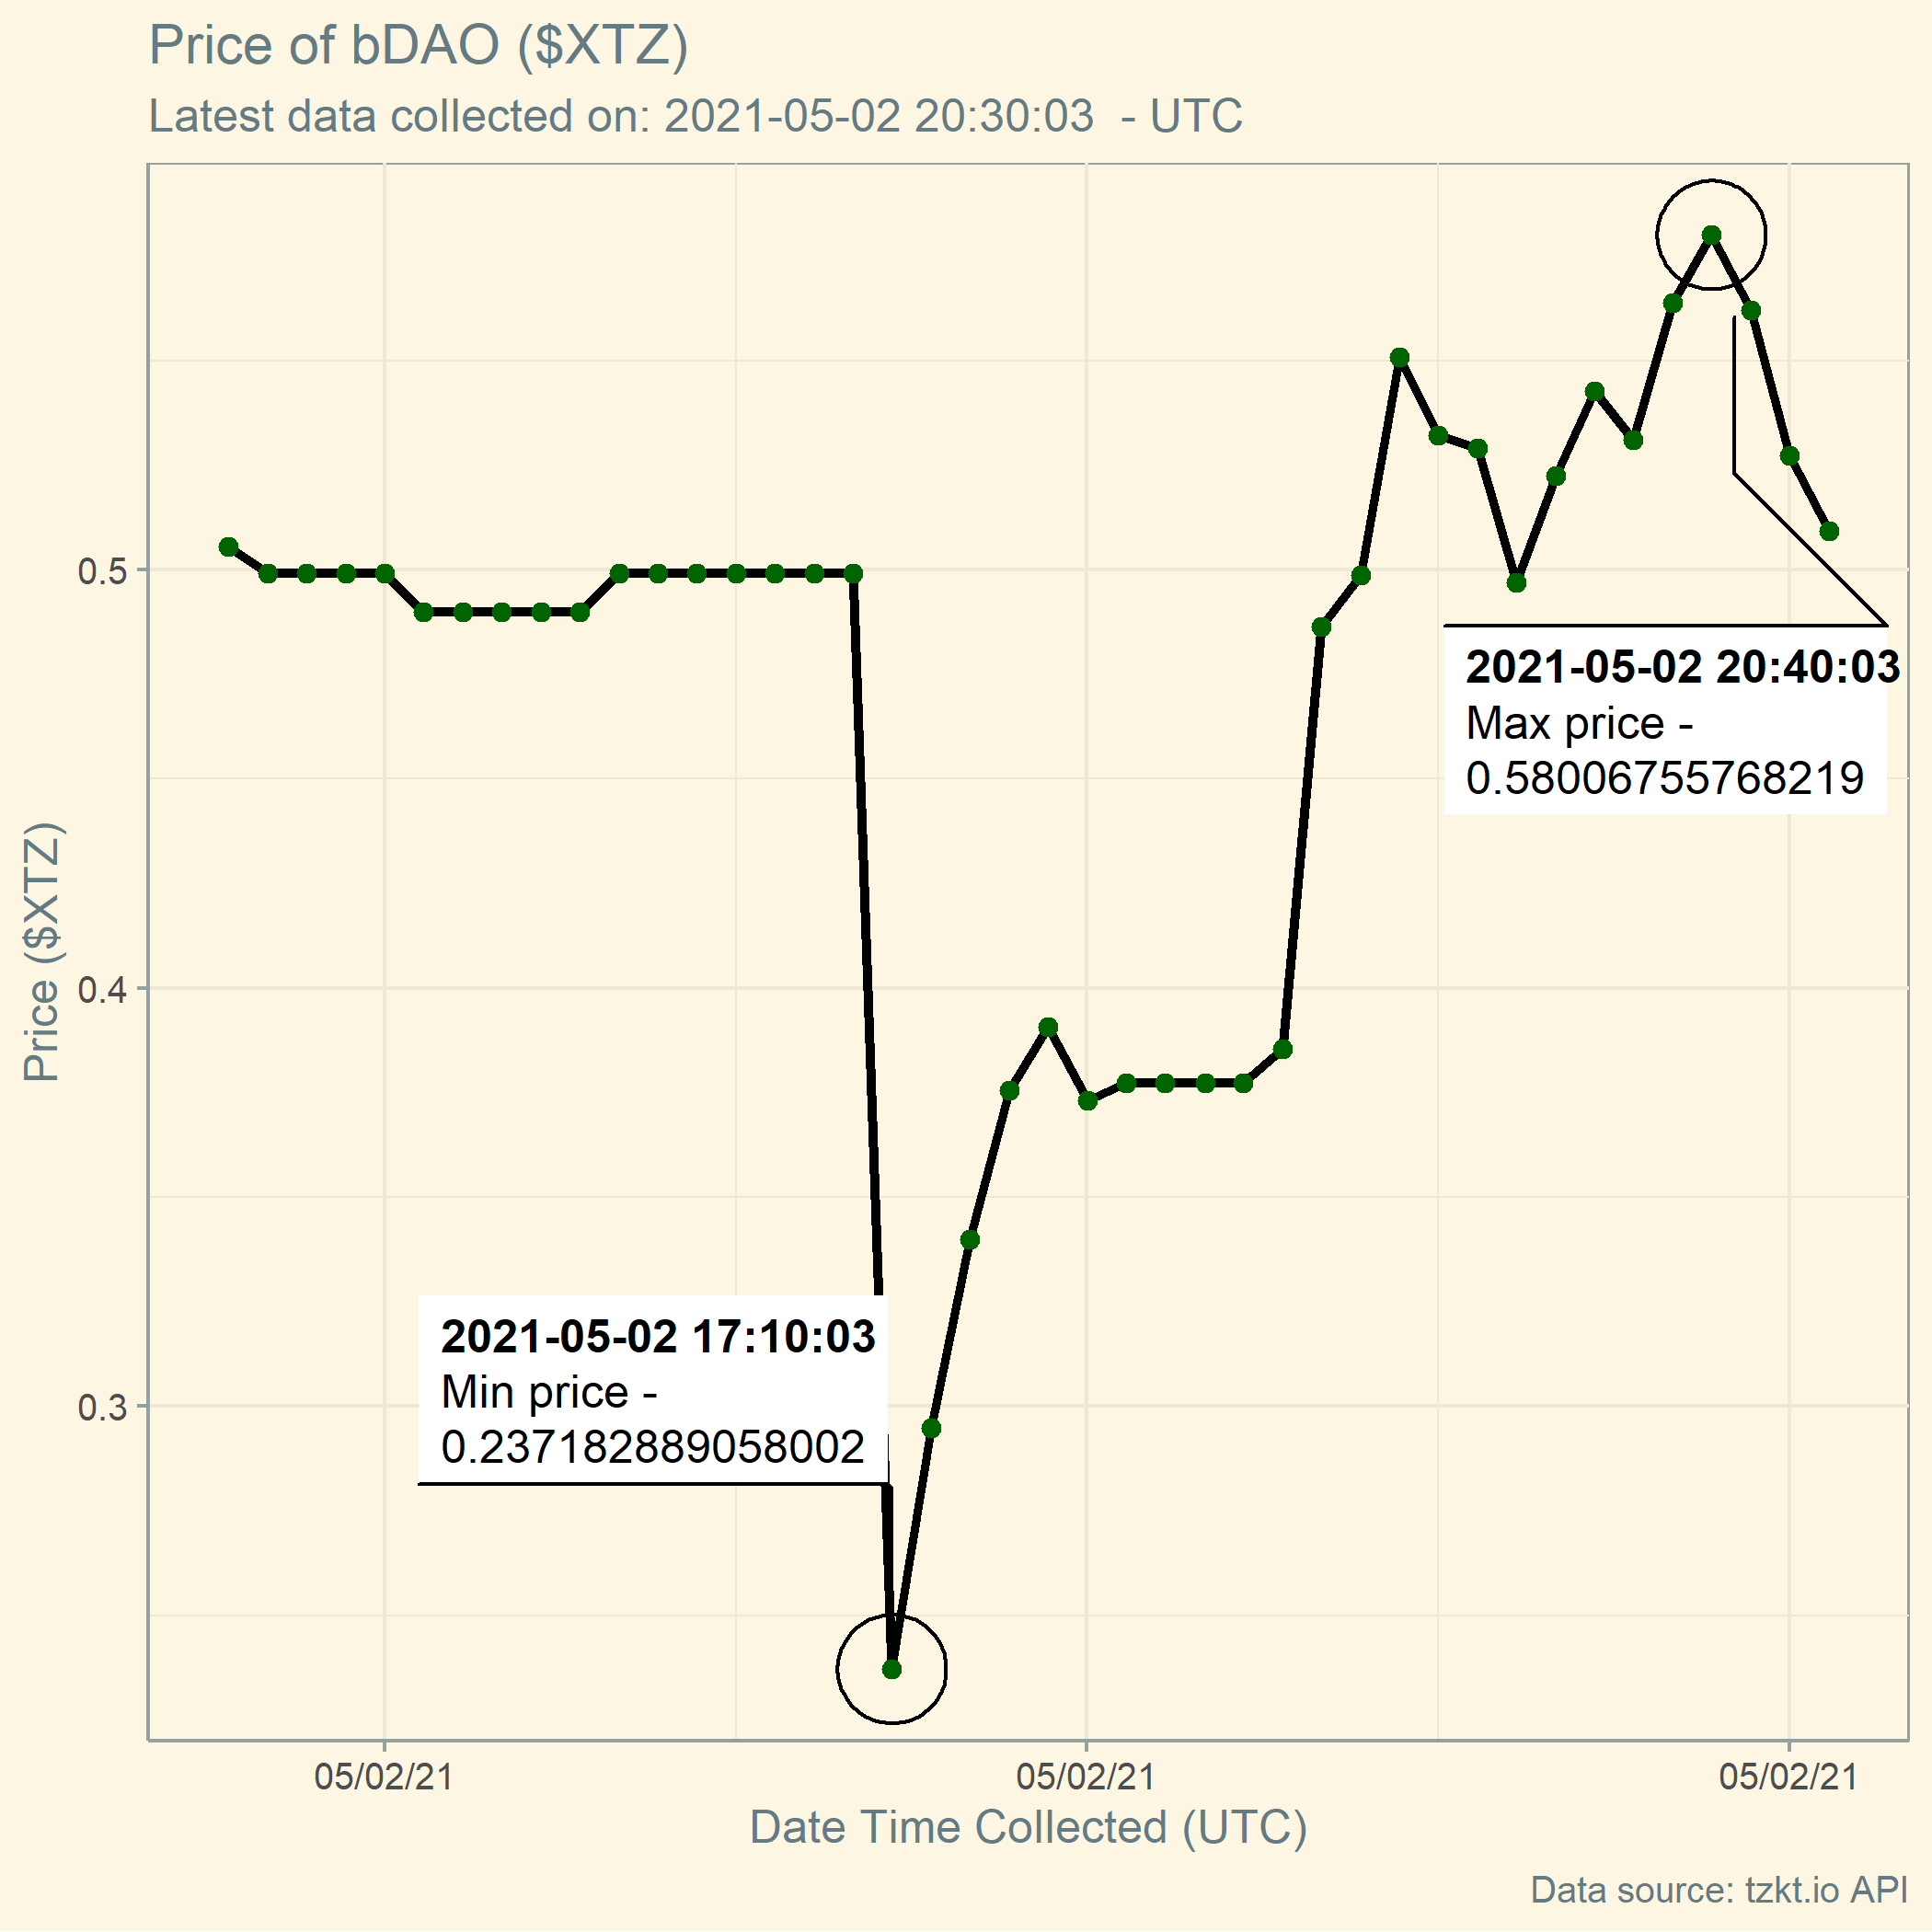 Price of bDAO ($XTZ)
Latest data collected on: 2021-05-02 20:30:03  - UTC
Price ($XTZ)
0.5
0.4
0.3
2021-05-02 20:40:03
Max price -
0.58006755768219
2021-05-02 17:10:03
Min price -
0.237182889058002
05/02/21
05/02/21
05/02/21
Date Time Collected (UTC)
Data source: tzkt.io API